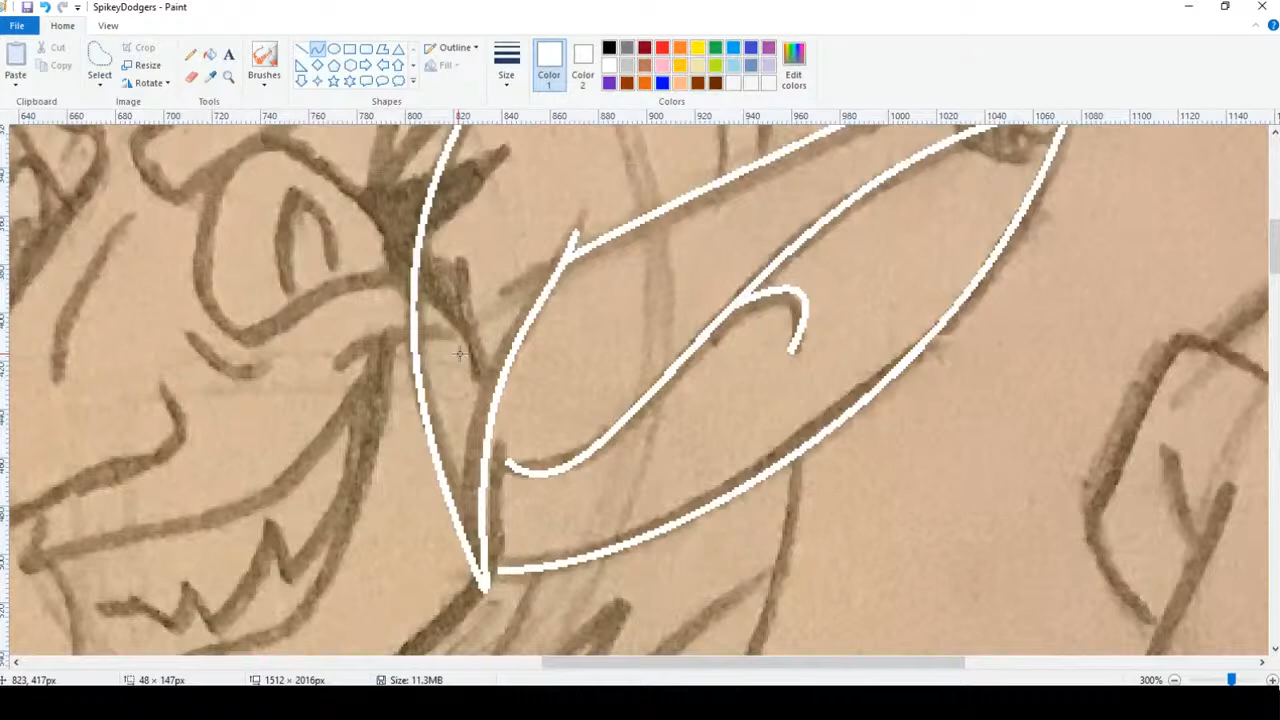 SpikeyDodgers - Paint
File Home View
Paste Cut Copy Clipboard
Select Crop Resize Rotate Image
A Tools
Brushes
Outline Fill Shapes
Size
Color 1 Color 2 Edit colors Colors
640 660 680 700 720 740 760 780 800 820 840 860 880 900 920 940 960 980 1000 1020 1040 1060 1080 1100 1120 1140
823, 417px 48 × 147px 1512 × 2016px Size: 11.3MB 300%